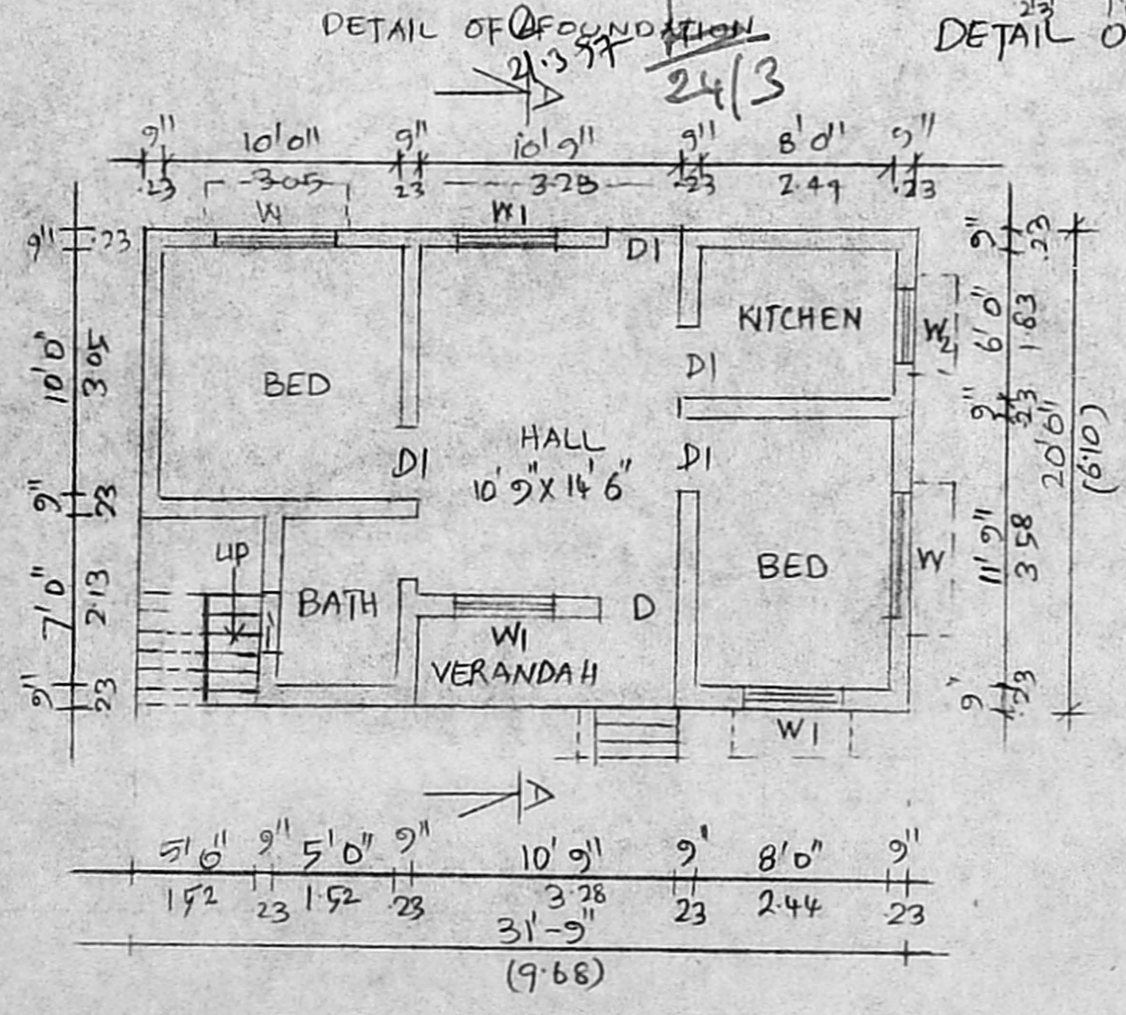 DETAIL OF FOUNDATION
DETAIL O
21.3.97
24/3
9" 10'0" 9" 10'9" 9" 8'0" 9"
.23 3.05 .23 3.28 .23 2.44 .23
W W1
9" .23
D1
9" .23
KITCHEN
W2
6'0" 1.83
10'0" 3.05
BED
D1
HALL
10'9" X 14'6"
D1
D1
9" .23
20'0" (6.10)
9" .23
UP
BATH
BED
W
11'9" 3.58
7'0" 2.13
W1
D
VERANDAH
9" .23
9" .23
W1
5'6" 9" 5'0" 9" 10'9" 9' 8'0" 9"
1.52 .23 1.52 .23 3.28 .23 2.44 .23
31'-9"
(9.68)